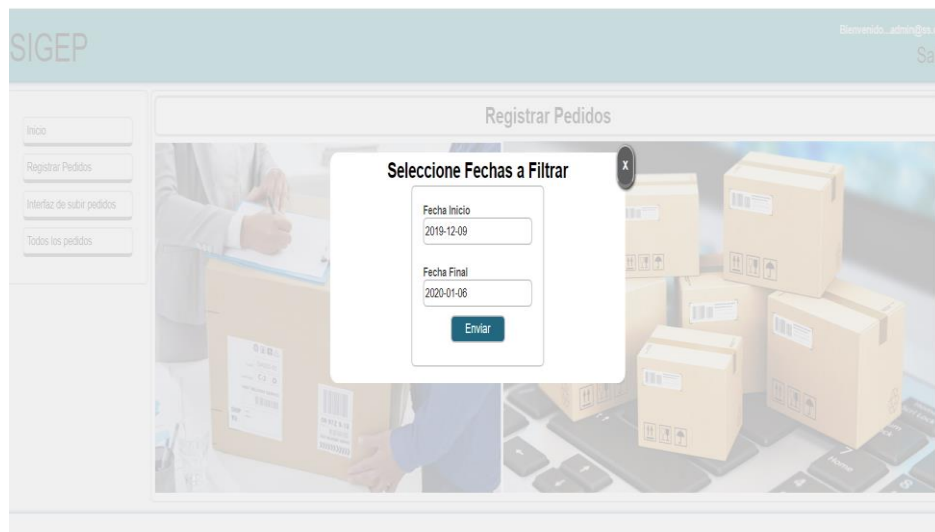 SIGEP
Bienvenido...admin@ss.
Sa
Inicio
Registrar Pedidos
Interfaz de subir pedidos
Todos los pedidos
Registrar Pedidos
Seleccione Fechas a Filtrar
x
Fecha Inicio
2019-12-09
Fecha Final
2020-01-06
Enviar
Home